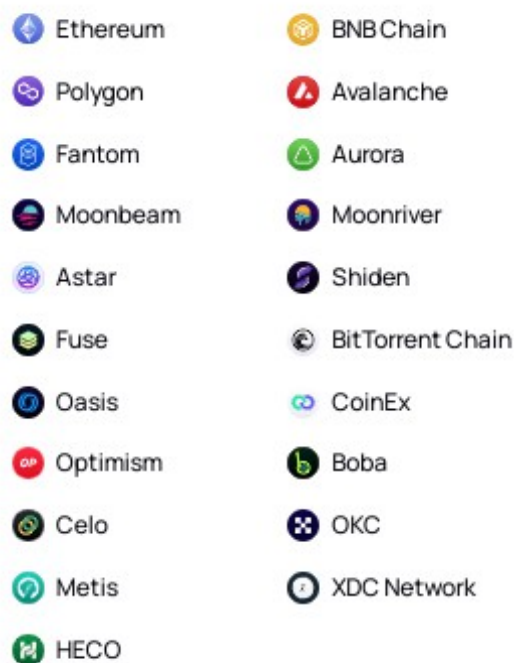 Ethereum
BNB Chain
Polygon
Avalanche
Fantom
Aurora
Moonbeam
Moonriver
Astar
Shiden
Fuse
BitTorrent Chain
Oasis
CoinEx
OP
Optimism
Boba
Celo
OKC
Metis
XDC Network
HECO